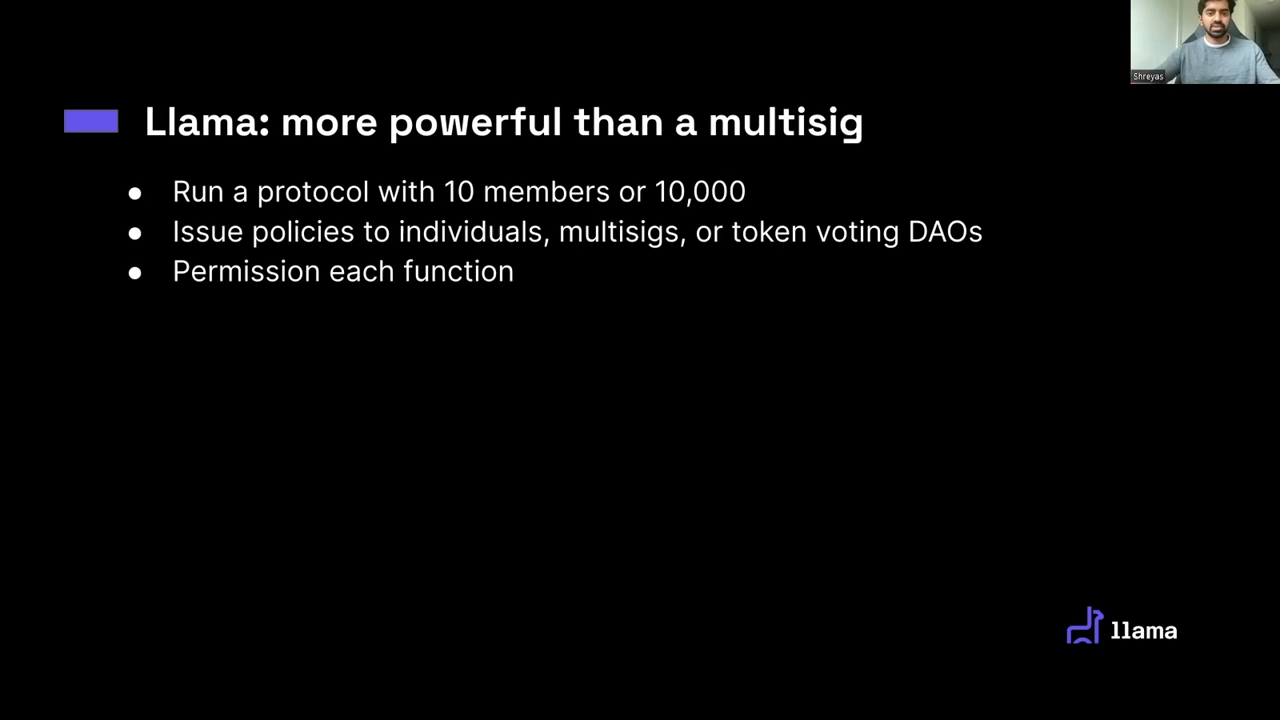 Shreyas
Llama: more powerful than a multisig
● Run a protocol with 10 members or 10,000
● Issue policies to individuals, multisigs, or token voting DAOs
● Permission each function
llama